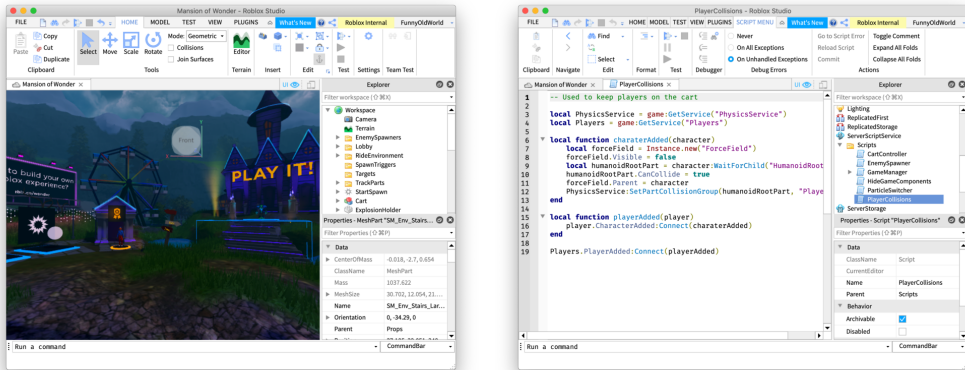 Mansion of Wonder - Roblox Studio
FILE HOME MODEL TEST VIEW PLUGINS What's New Roblox Internal FunnyOldWorld
Paste
Copy
Cut
Duplicate
Clipboard
Select Move Scale Rotate
Mode: Geometric
Collisions
Join Surfaces
Tools
Editor
Terrain Insert Edit Test Settings Team Test
Mansion of Wonder
UI
Front
to build your own
blox experience?
PLAY IT!
Explorer
Filter workspace (⇧⌘X)
Workspace
Camera
Terrain
EnemySpawners
Lobby
RideEnvironment
SpawnTriggers
Targets
TrackParts
StartSpawn
Cart
ExplosionHolder
Properties - MeshPart "SM_Env_Stairs...
Filter Properties (⇧⌘P)
Data
CenterOfMass -0.018, -2.7, 0.654
ClassName MeshPart
Mass 1037.622
MeshSize 30.702, 12.054, 21....
Name SM_Env_Stairs_Lar...
Orientation 0, -34.29, 0
Parent Props
Run a command
CommandBar
PlayerCollisions - Roblox Studio
FILE HOME MODEL TEST VIEW PLUGINS SCRIPT MENU What's New Roblox Internal FunnyOldWorld
Find
Select
Never
On All Exceptions
On Unhandled Exceptions
Go to Script Error
Reload Script
Commit
Toggle Comment
Expand All Folds
Collapse All Folds
Clipboard Navigate Edit Format Test Debugger Debug Errors Actions
Mansion of Wonder PlayerCollisions
UI
1 -- Used to keep players on the cart
2
3 local PhysicsService = game:GetService("PhysicsService")
4 local Players = game:GetService("Players")
5
6 local function charaterAdded(character)
7 local forceField = Instance.new("ForceField")
8 forceField.Visible = false
9 local humanoidRootPart = character:WaitForChild("HumanoidRoot
10 humanoidRootPart.CanCollide = true
11 forceField.Parent = character
12 PhysicsService:SetPartCollisionGroup(humanoidRootPart, "Playe
13 end
14
15 local function playerAdded(player)
16 player.CharacterAdded:Connect(charaterAdded)
17 end
18
19 Players.PlayerAdded:Connect(playerAdded)
Explorer
Filter workspace (⇧⌘X)
Lighting
ReplicatedFirst
ReplicatedStorage
ServerScriptService
Scripts
CartController
EnemySpawner
GameManager
HideGameComponents
ParticleSwitcher
PlayerCollisions
ServerStorage
Properties - Script "PlayerCollisions"
Filter Properties (⇧⌘P)
Data
ClassName Script
CurrentEditor
Name PlayerCollisions
Parent Scripts
Behavior
Archivable
Disabled
Run a command
CommandBar